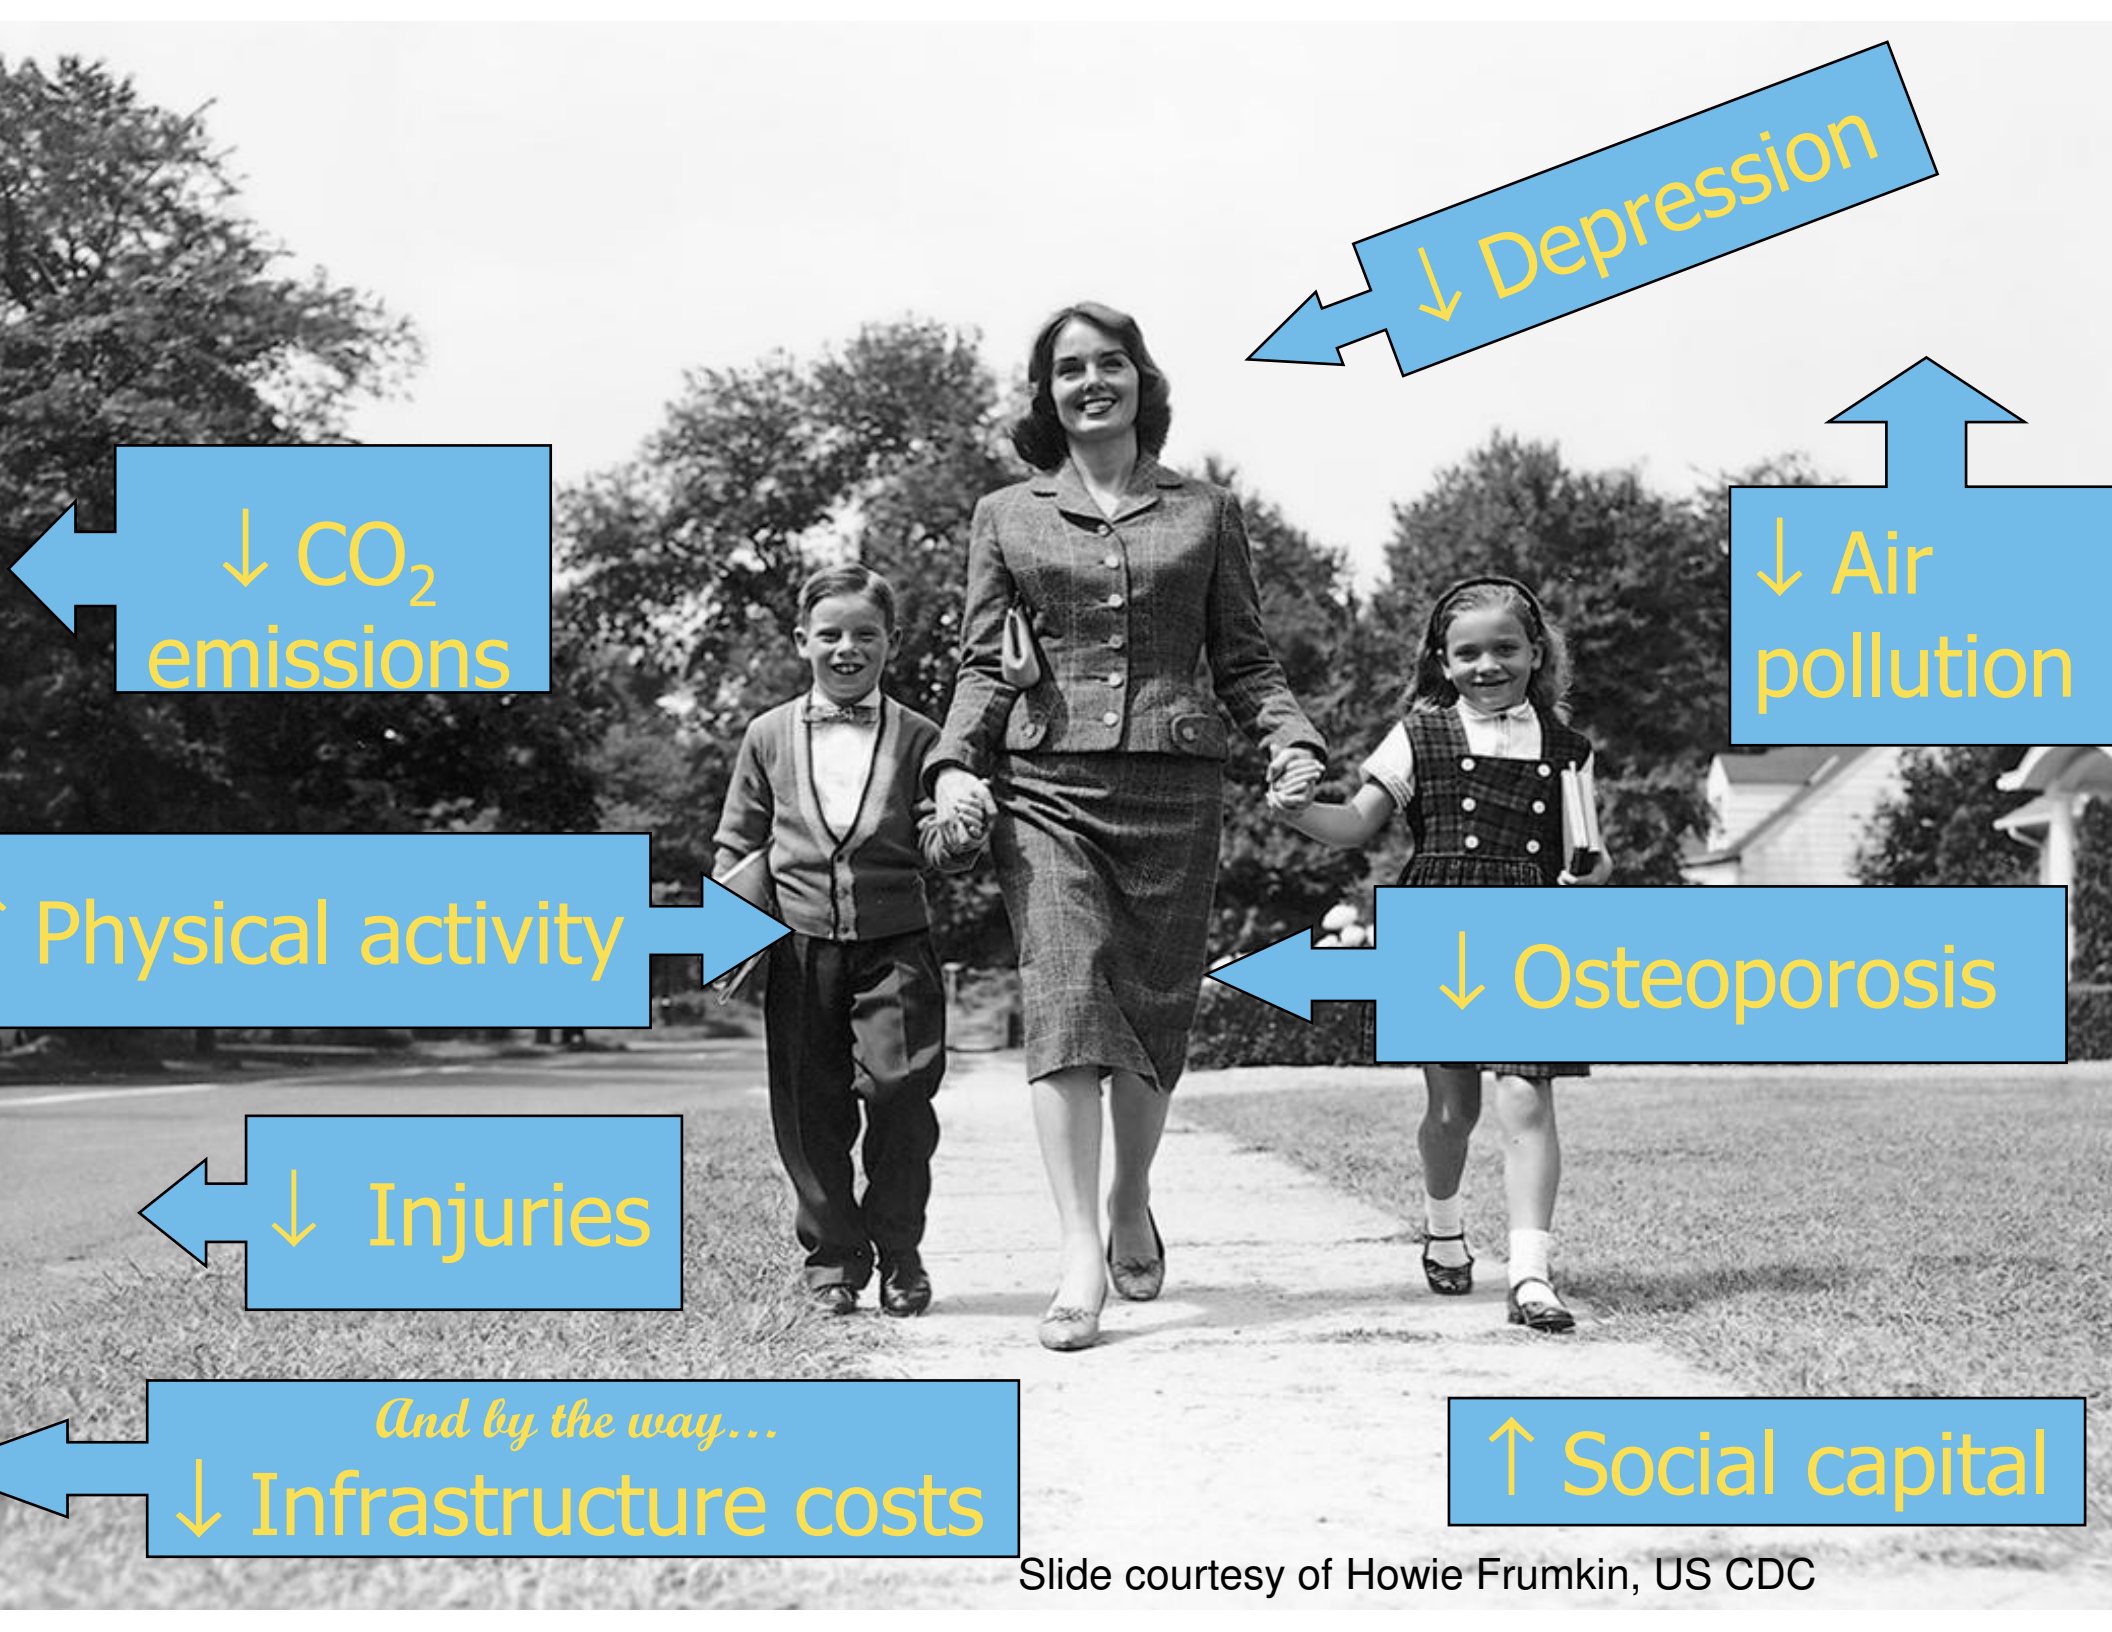 ↓ Depression
↓ CO₂
emissions
↓ Air
pollution
↑ Physical activity
↓ Osteoporosis
↓ Injuries
And by the way...
↓ Infrastructure costs
↑ Social capital
Slide courtesy of Howie Frumkin, US CDC